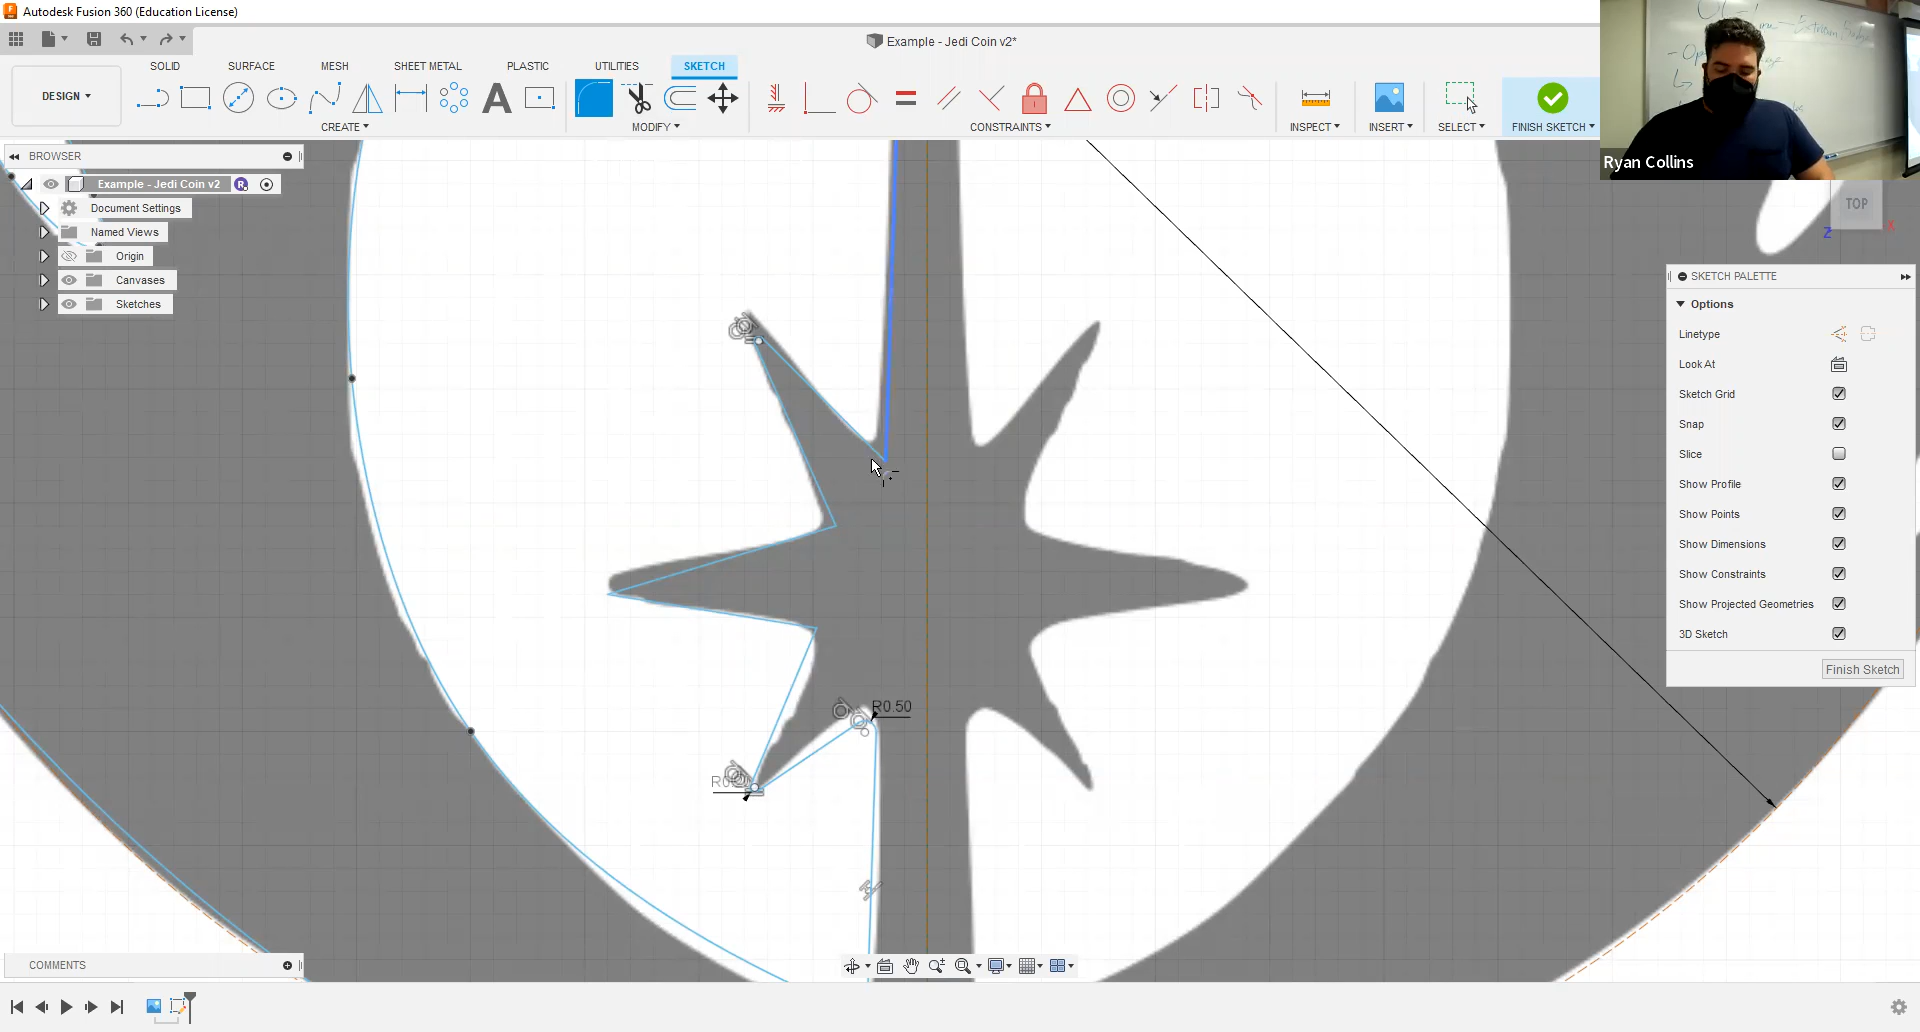 Autodesk Fusion 360 (Education License)
Example - Jedi Coin v2*
SOLID SURFACE MESH SHEET METAL PLASTIC UTILITIES SKETCH
DESIGN
CREATE MODIFY CONSTRAINTS INSPECT INSERT SELECT FINISH SKETCH
Ryan Collins
BROWSER
Example - Jedi Coin v2
R
Document Settings
Named Views
Origin
Canvases
Sketches
TOP
Z
X
SKETCH PALETTE
Options
Linetype
Look At
Sketch Grid
Snap
Slice
Show Profile
Show Points
Show Dimensions
Show Constraints
Show Projected Geometries
3D Sketch
Finish Sketch
R0.50
COMMENTS